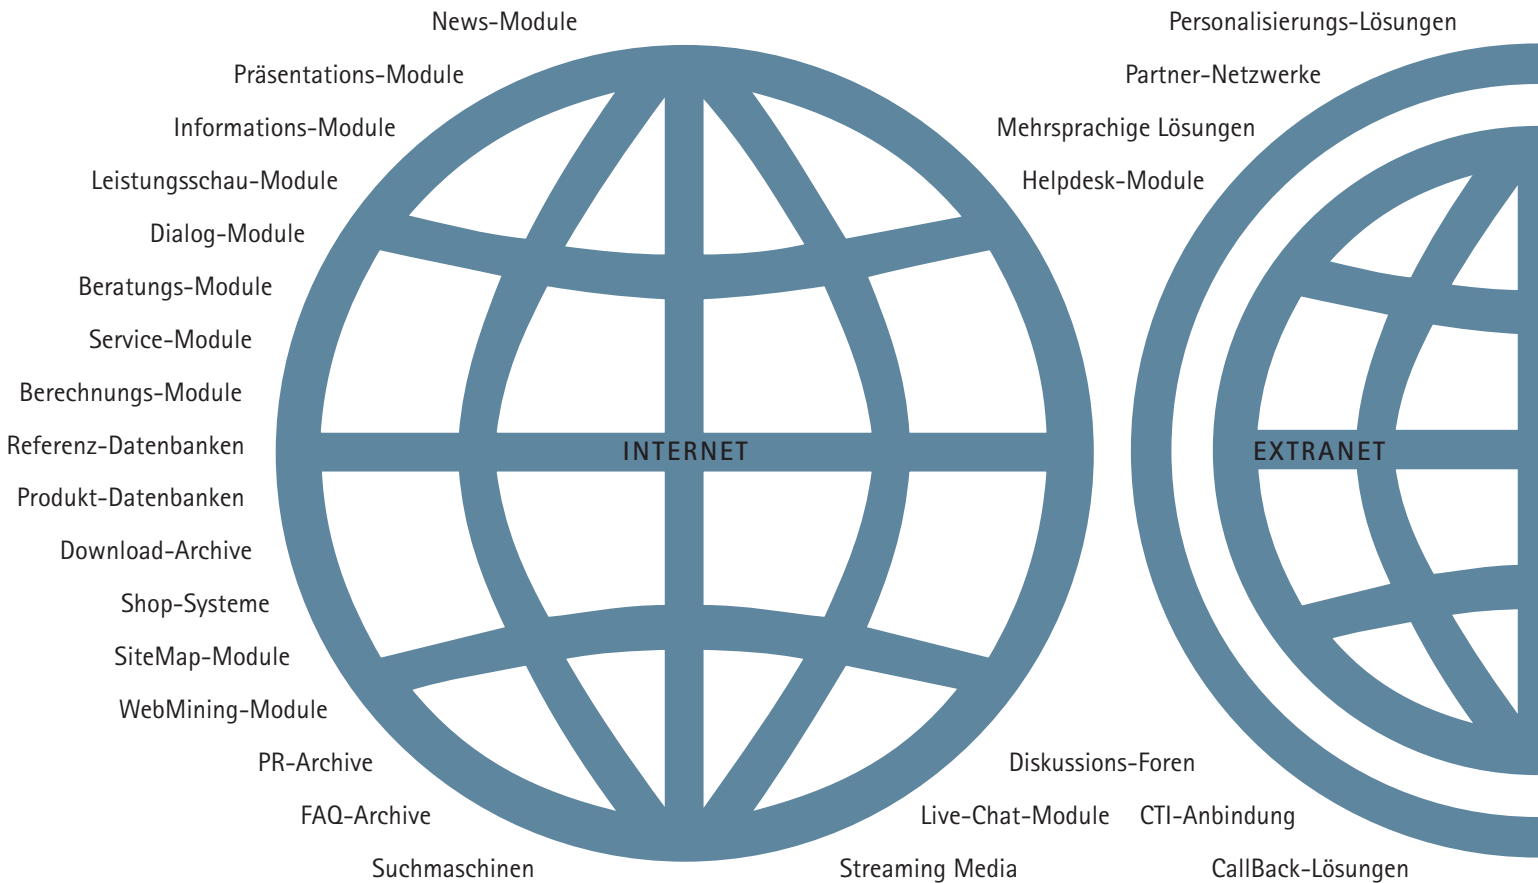 News-Module
Präsentations-Module
Informations-Module
Leistungsschau-Module
Dialog-Module
Beratungs-Module
Service-Module
Berechnungs-Module
Referenz-Datenbanken
Produkt-Datenbanken
Download-Archive
Shop-Systeme
SiteMap-Module
WebMining-Module
PR-Archive
FAQ-Archive
Suchmaschinen
INTERNET
Personalisierungs-Lösungen
Partner-Netzwerke
Mehrsprachige Lösungen
Helpdesk-Module
EXTRANET
Diskussions-Foren
Live-Chat-Module
CTI-Anbindung
Streaming Media
CallBack-Lösungen